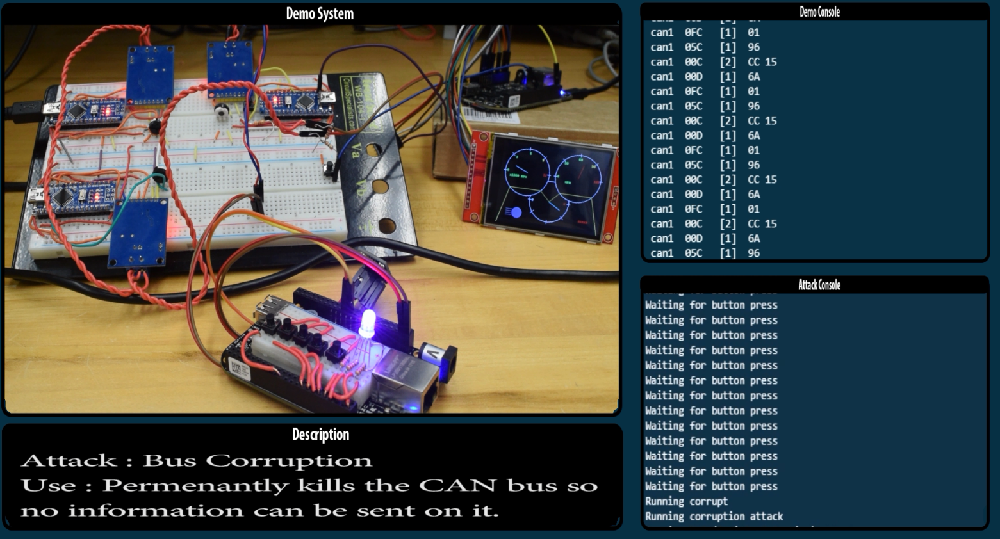 Demo System
CircuitSpecialists.com
WB-104
Va
Vb
Description
Attack : Bus Corruption
Use : Permenantly kills the CAN bus so
no information can be sent on it.
Demo Console
can1 0FC [1] 01
can1 05C [1] 96
can1 00C [2] CC 15
can1 00D [1] 6A
can1 0FC [1] 01
can1 05C [1] 96
can1 00C [2] CC 15
can1 00D [1] 6A
can1 0FC [1] 01
can1 05C [1] 96
can1 00C [2] CC 15
can1 00D [1] 6A
can1 0FC [1] 01
can1 00C [2] CC 15
can1 00D [1] 6A
can1 05C [1] 96
Attack Console
Waiting for button press
Waiting for button press
Waiting for button press
Waiting for button press
Waiting for button press
Waiting for button press
Waiting for button press
Waiting for button press
Waiting for button press
Waiting for button press
Waiting for button press
Waiting for button press
Waiting for button press
Running corrupt
Running corruption attack